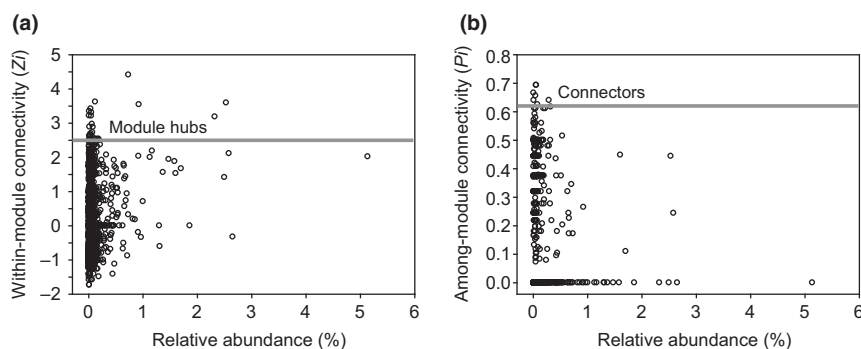 (a)
5
4
3
2
1
0
−1
−2
Within-module connectivity (Zi)
Module hubs
0 1 2 3 4 5 6
Relative abundance (%)
(b)
0.8
0.7
0.6
0.5
0.4
0.3
0.2
0.1
0.0
Among-module connectivity (Pi)
Connectors
0 1 2 3 4 5 6
Relative abundance (%)